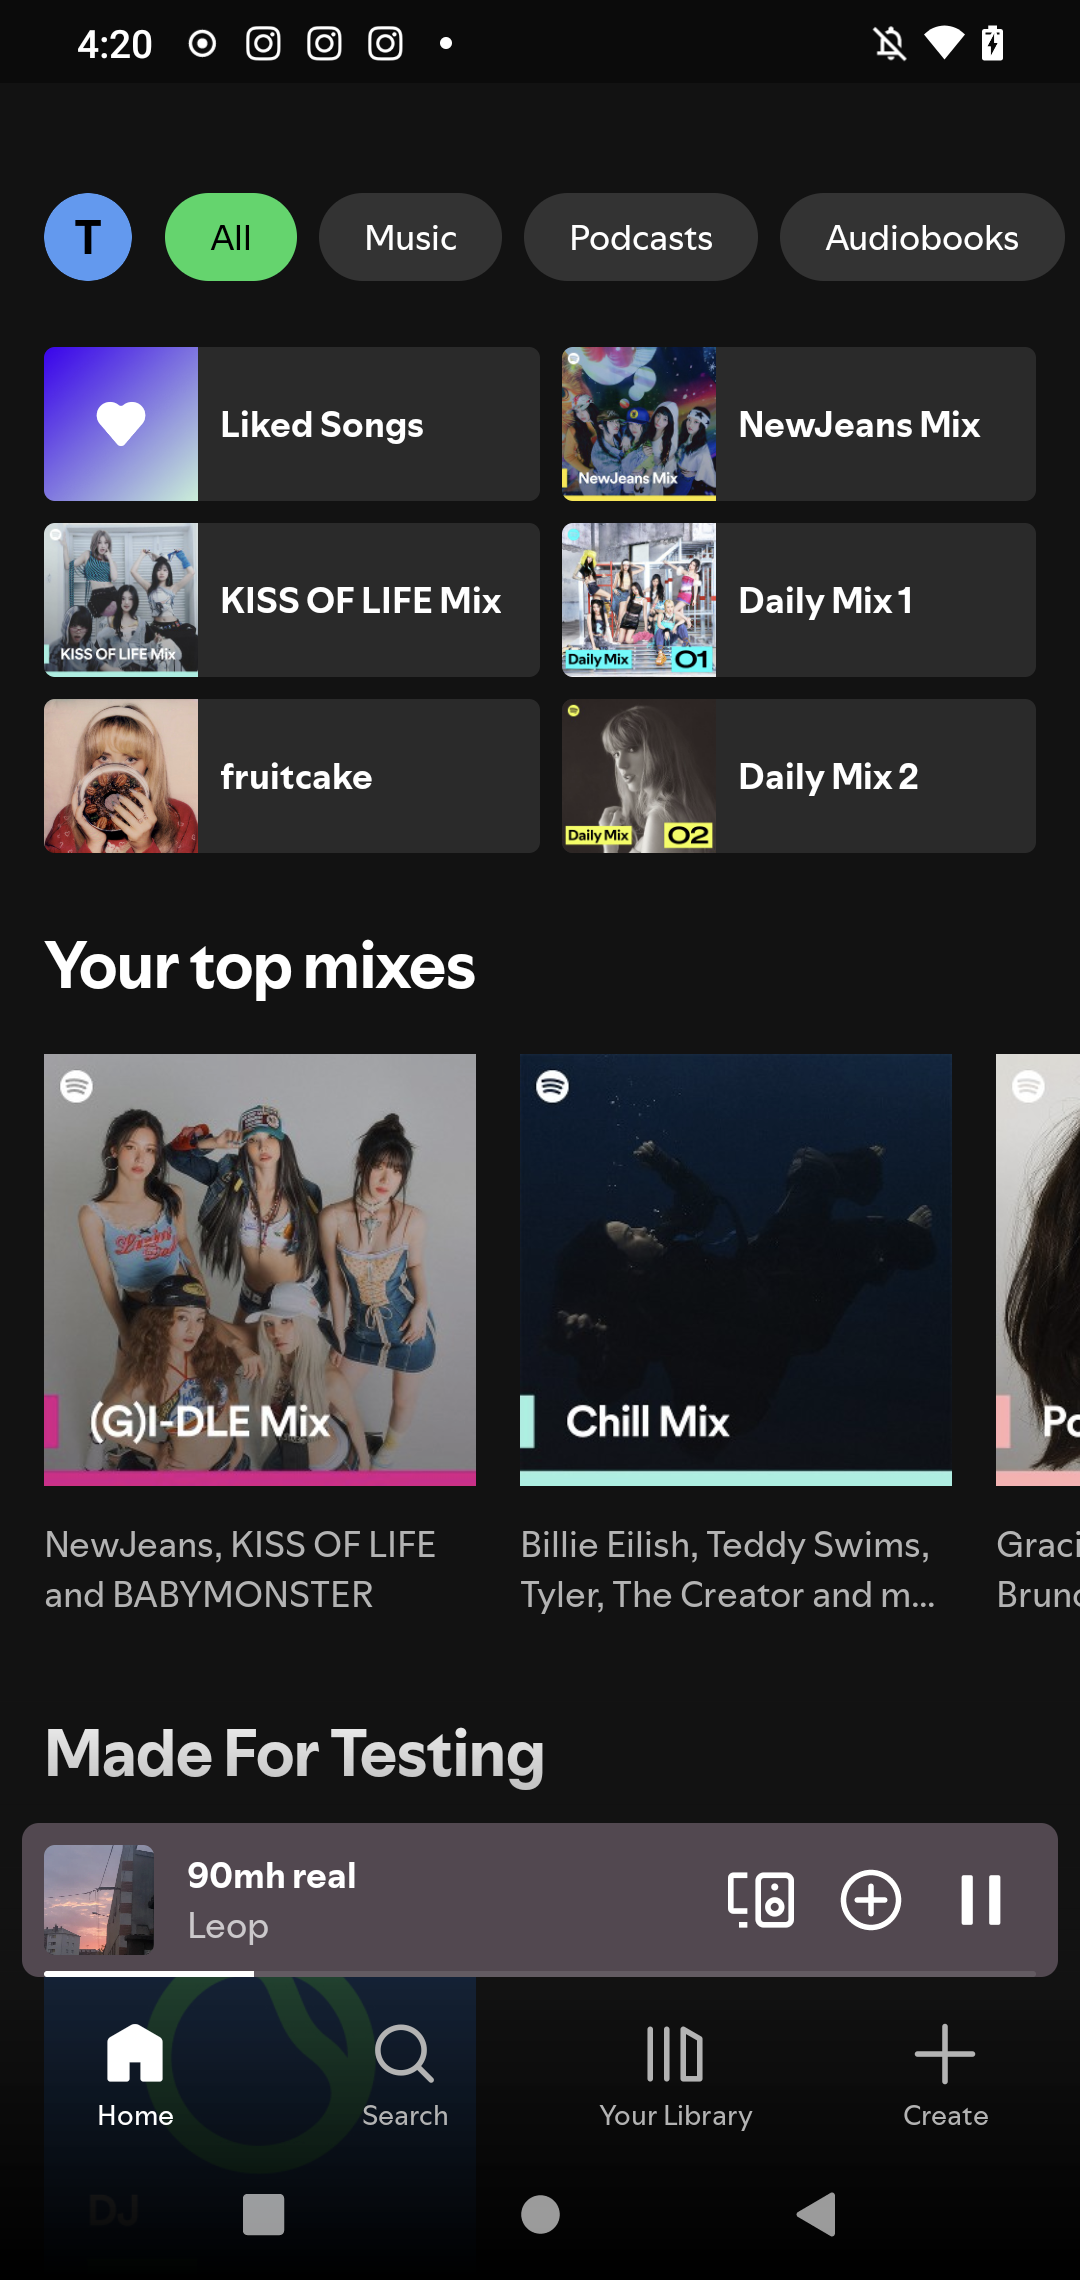 4:20
T
All
Music
Podcasts
Audiobooks
Liked Songs
NewJeans Mix
NewJeans Mix
KISS OF LIFE Mix
KISS OF LIFE Mix
Daily Mix 01
Daily Mix 1
fruitcake
Daily Mix 02
Daily Mix 2
Your top mixes
(G)I-DLE Mix
Chill Mix
Po
NewJeans, KISS OF LIFE
and BABYMONSTER
Billie Eilish, Teddy Swims,
Tyler, The Creator and m...
Graci
Brun
Made For Testing
90mh real
Leop
Home
Search
Your Library
Create
DJ